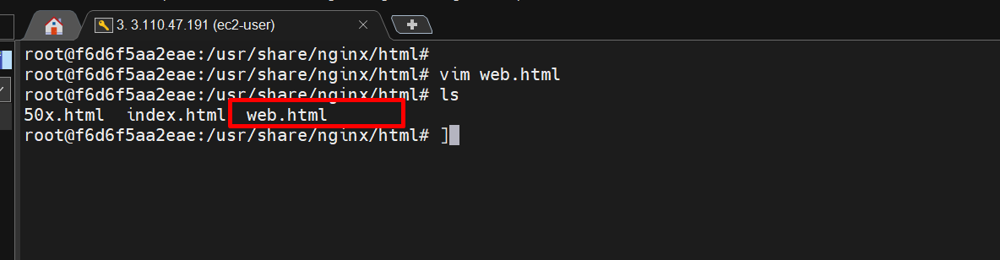 3. 3.110.47.191 (ec2-user)
root@f6d6f5aa2eae:/usr/share/nginx/html#
root@f6d6f5aa2eae:/usr/share/nginx/html# vim web.html
root@f6d6f5aa2eae:/usr/share/nginx/html# ls
50x.html  index.html  web.html
root@f6d6f5aa2eae:/usr/share/nginx/html# ]